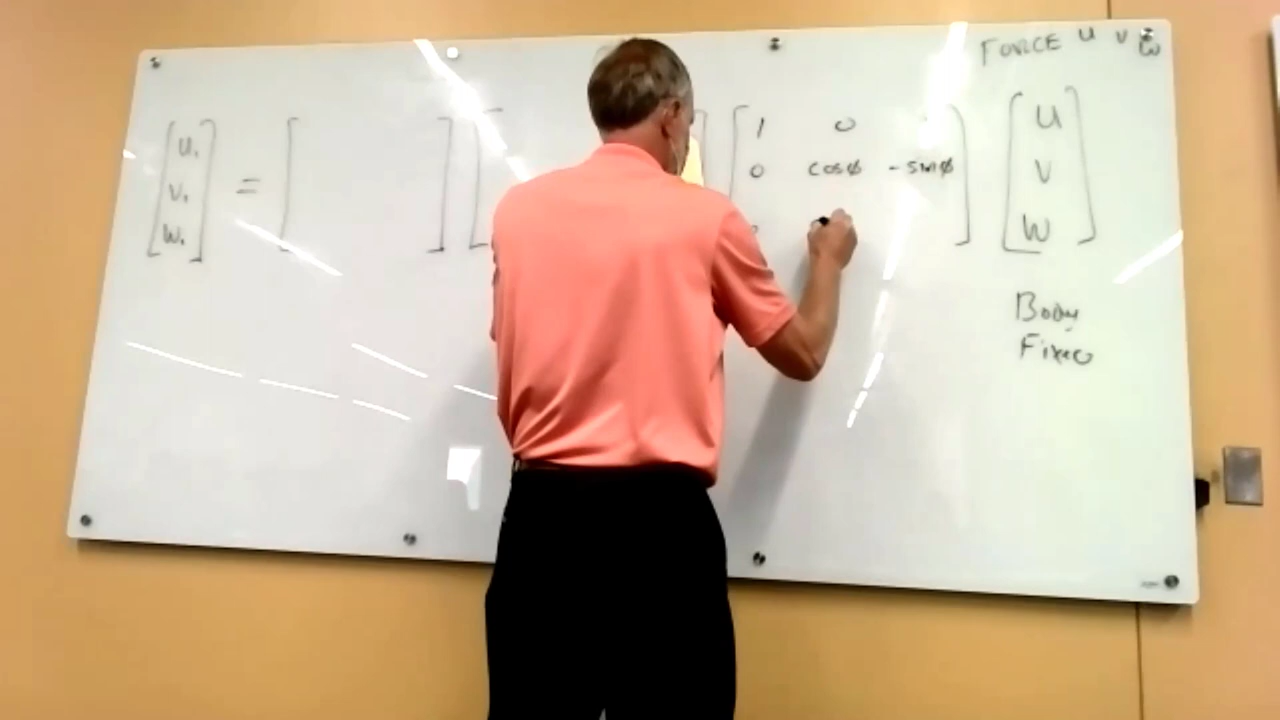 FORCE u v w
[u₁ v₁ w₁] = [ ] [ ] [1 0
0 cosφ -sinφ
] [u v w]
Body
Fixed